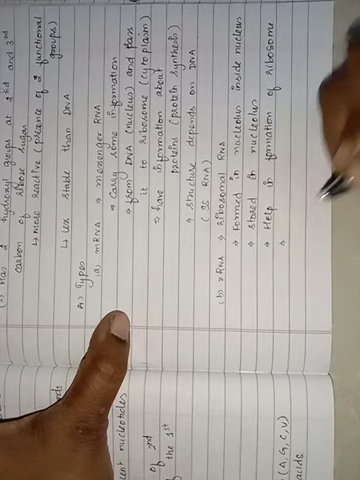 Has 2 hydroxyl groups at 2nd and 3rd
carbon of ribose sugar
↳ More reactive (presence of 2 functional
groups)
↳ Less stable than DNA
A) Types
(a) mRNA → messenger RNA
→ Carry some information
→ from DNA (nucleus) and pass
it to ribosome (cytoplasm)
→ have information about
proteins (protein synthesis)
→ structure depends on DNA
(SS RNA)
(b) rRNA → ribosomal RNA
→ Formed in nucleolus inside nucleus
→ stored in nucleolus
→ Help in formation of ribosome
→
nucleotides
of 2nd
the 1st
(A, G, C, U)
acids